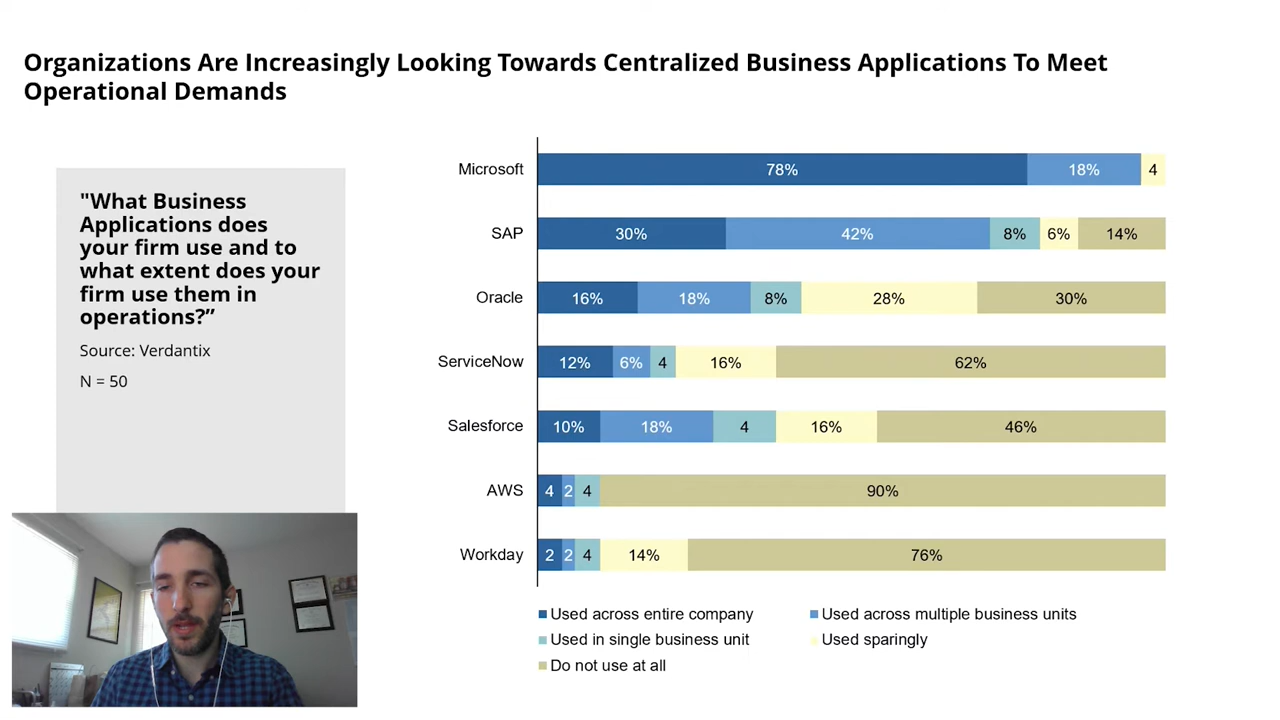 Organizations Are Increasingly Looking Towards Centralized Business Applications To Meet
Operational Demands
"What Business
Applications does
your firm use and to
what extent does your
firm use them in
operations?”
Source: Verdantix
N = 50
Microsoft 78% 18% 4
SAP 30% 42% 8% 6% 14%
Oracle 16% 18% 8% 28% 30%
ServiceNow 12% 6% 4 16% 62%
Salesforce 10% 18% 4 16% 46%
AWS 4 2 4 90%
Workday 2 2 4 14% 76%
Used across entire company Used across multiple business units
Used in single business unit Used sparingly
Do not use at all